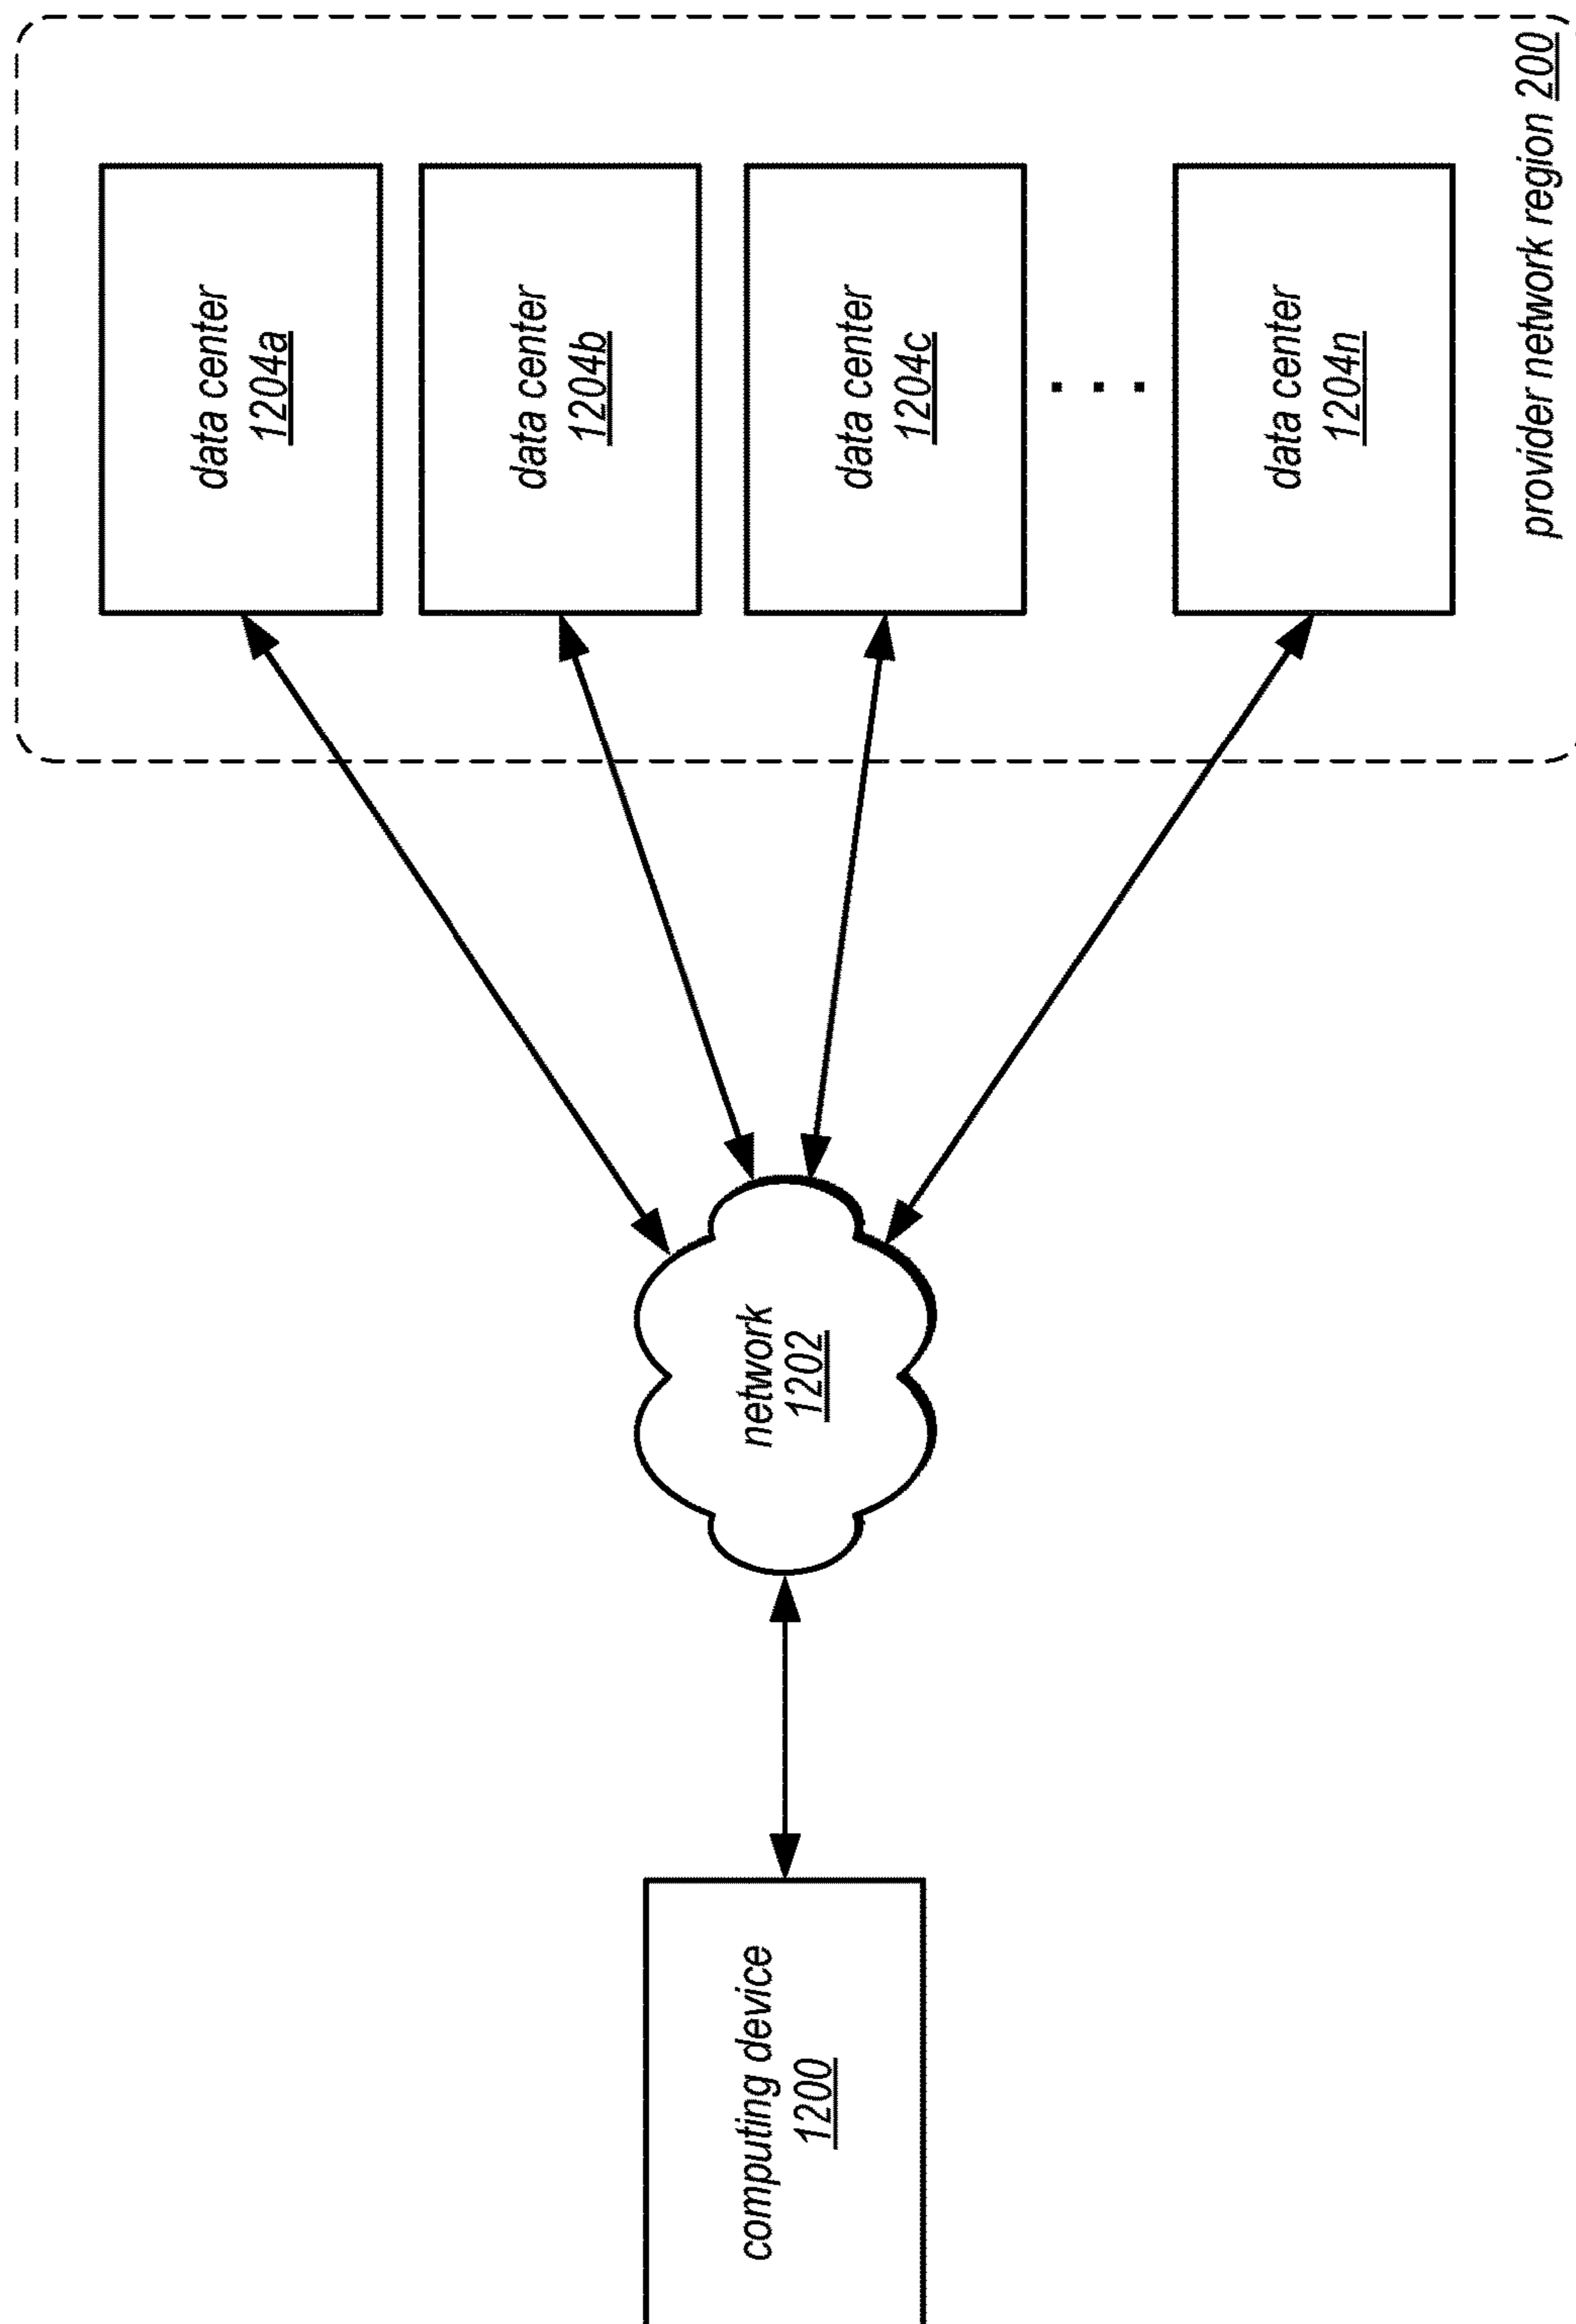 computing device
1200
network
1202
data center
1204a
data center
1204b
data center
1204c
. . .
data center
1204n
provider network region 200